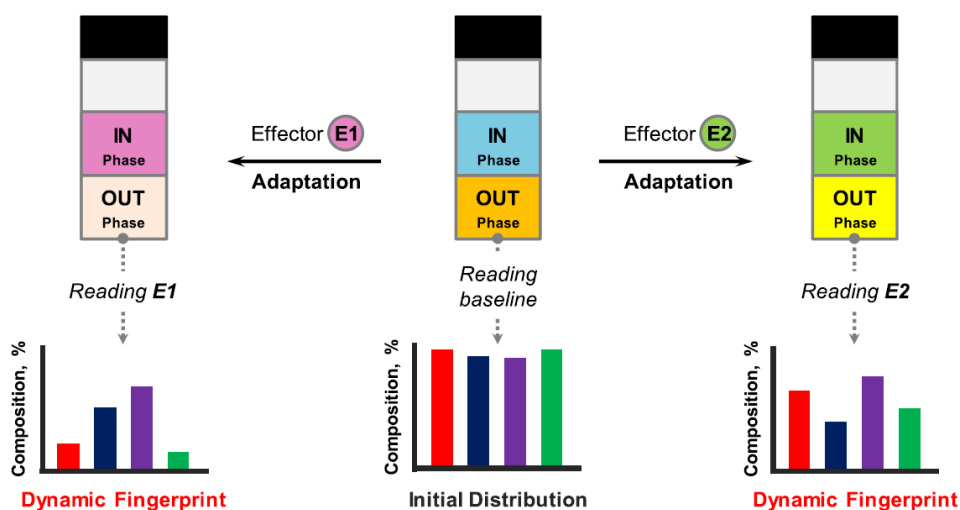 IN
Phase
OUT
Phase
Effector E1
Adaptation
IN
Phase
OUT
Phase
Effector E2
Adaptation
IN
Phase
OUT
Phase
Reading E1
Reading
baseline
Reading E2
Composition, %
Dynamic Fingerprint
Composition, %
Initial Distribution
Composition, %
Dynamic Fingerprint